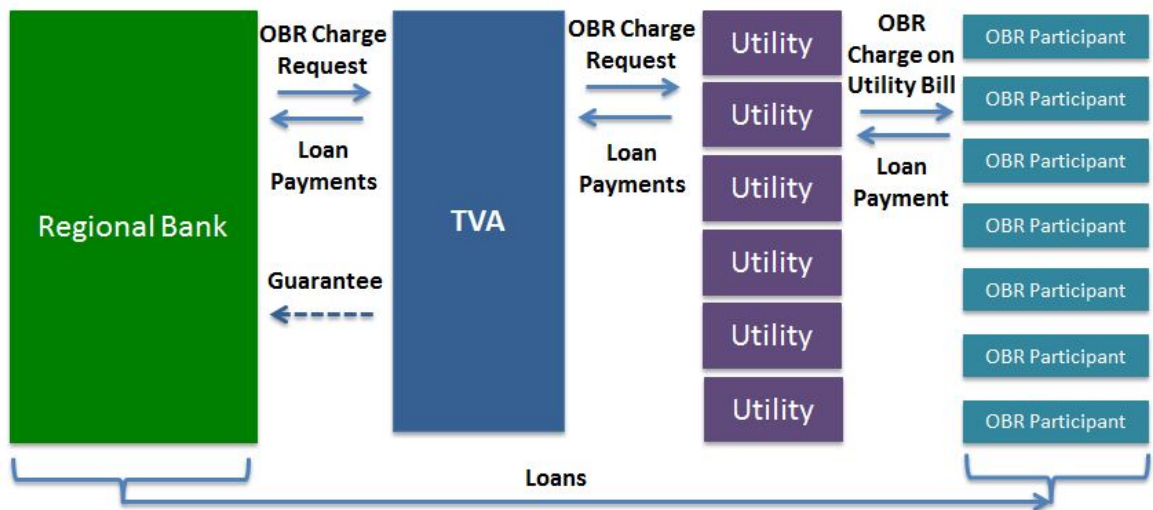 Regional Bank
OBR Charge
Request
Loan
Payments
Guarantee
TVA
OBR Charge
Request
Loan
Payments
Utility
Utility
Utility
Utility
Utility
Utility
OBR
Charge on
Utility Bill
Loan
Payment
OBR Participant
OBR Participant
OBR Participant
OBR Participant
OBR Participant
OBR Participant
OBR Participant
Loans